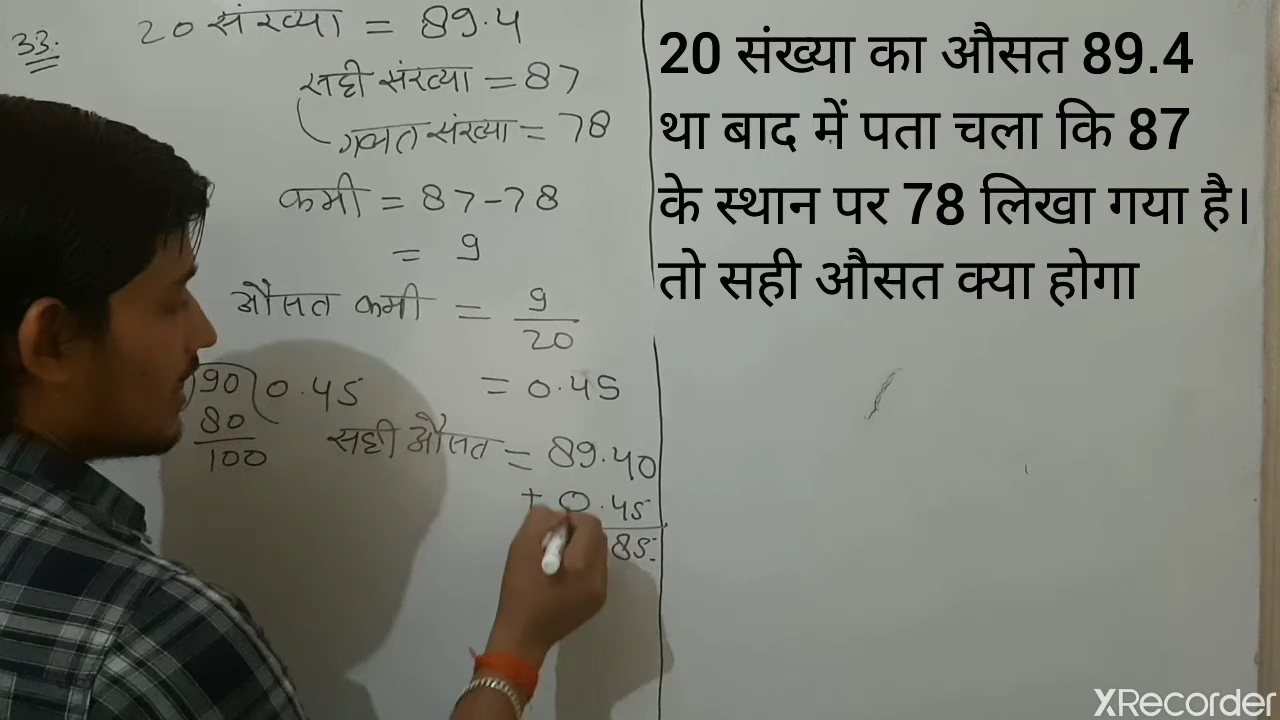 33.
20 संख्या = 89.4
सही संख्या = 87
गलत संख्या = 78
कमी = 87-78
= 9
औसत कमी = 9
20
= 0.45
90 0.45
80
100
सही औसत = 89.40
+ 0.45
85
20 संख्या का औसत 89.4
था बाद में पता चला कि 87
के स्थान पर 78 लिखा गया है।
तो सही औसत क्या होगा
XRecorder